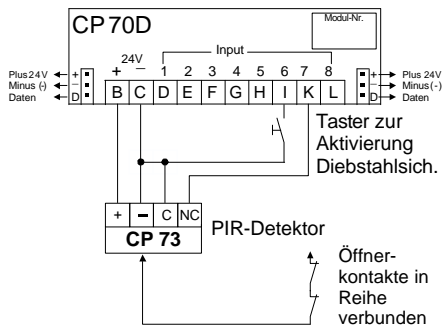 CP 70D
Modul-Nr.
24V
Input
+ – 1 2 3 4 5 6 7 8
Plus 24V + + Plus 24V
Minus (-) – – Minus (-)
Daten D D Daten
B C D E F G H I K L
Taster zur
Aktivierung
Diebstahlsich.
+ – C NC
CP 73
PIR-Detektor
Öffner-
kontakte in
Reihe
verbunden